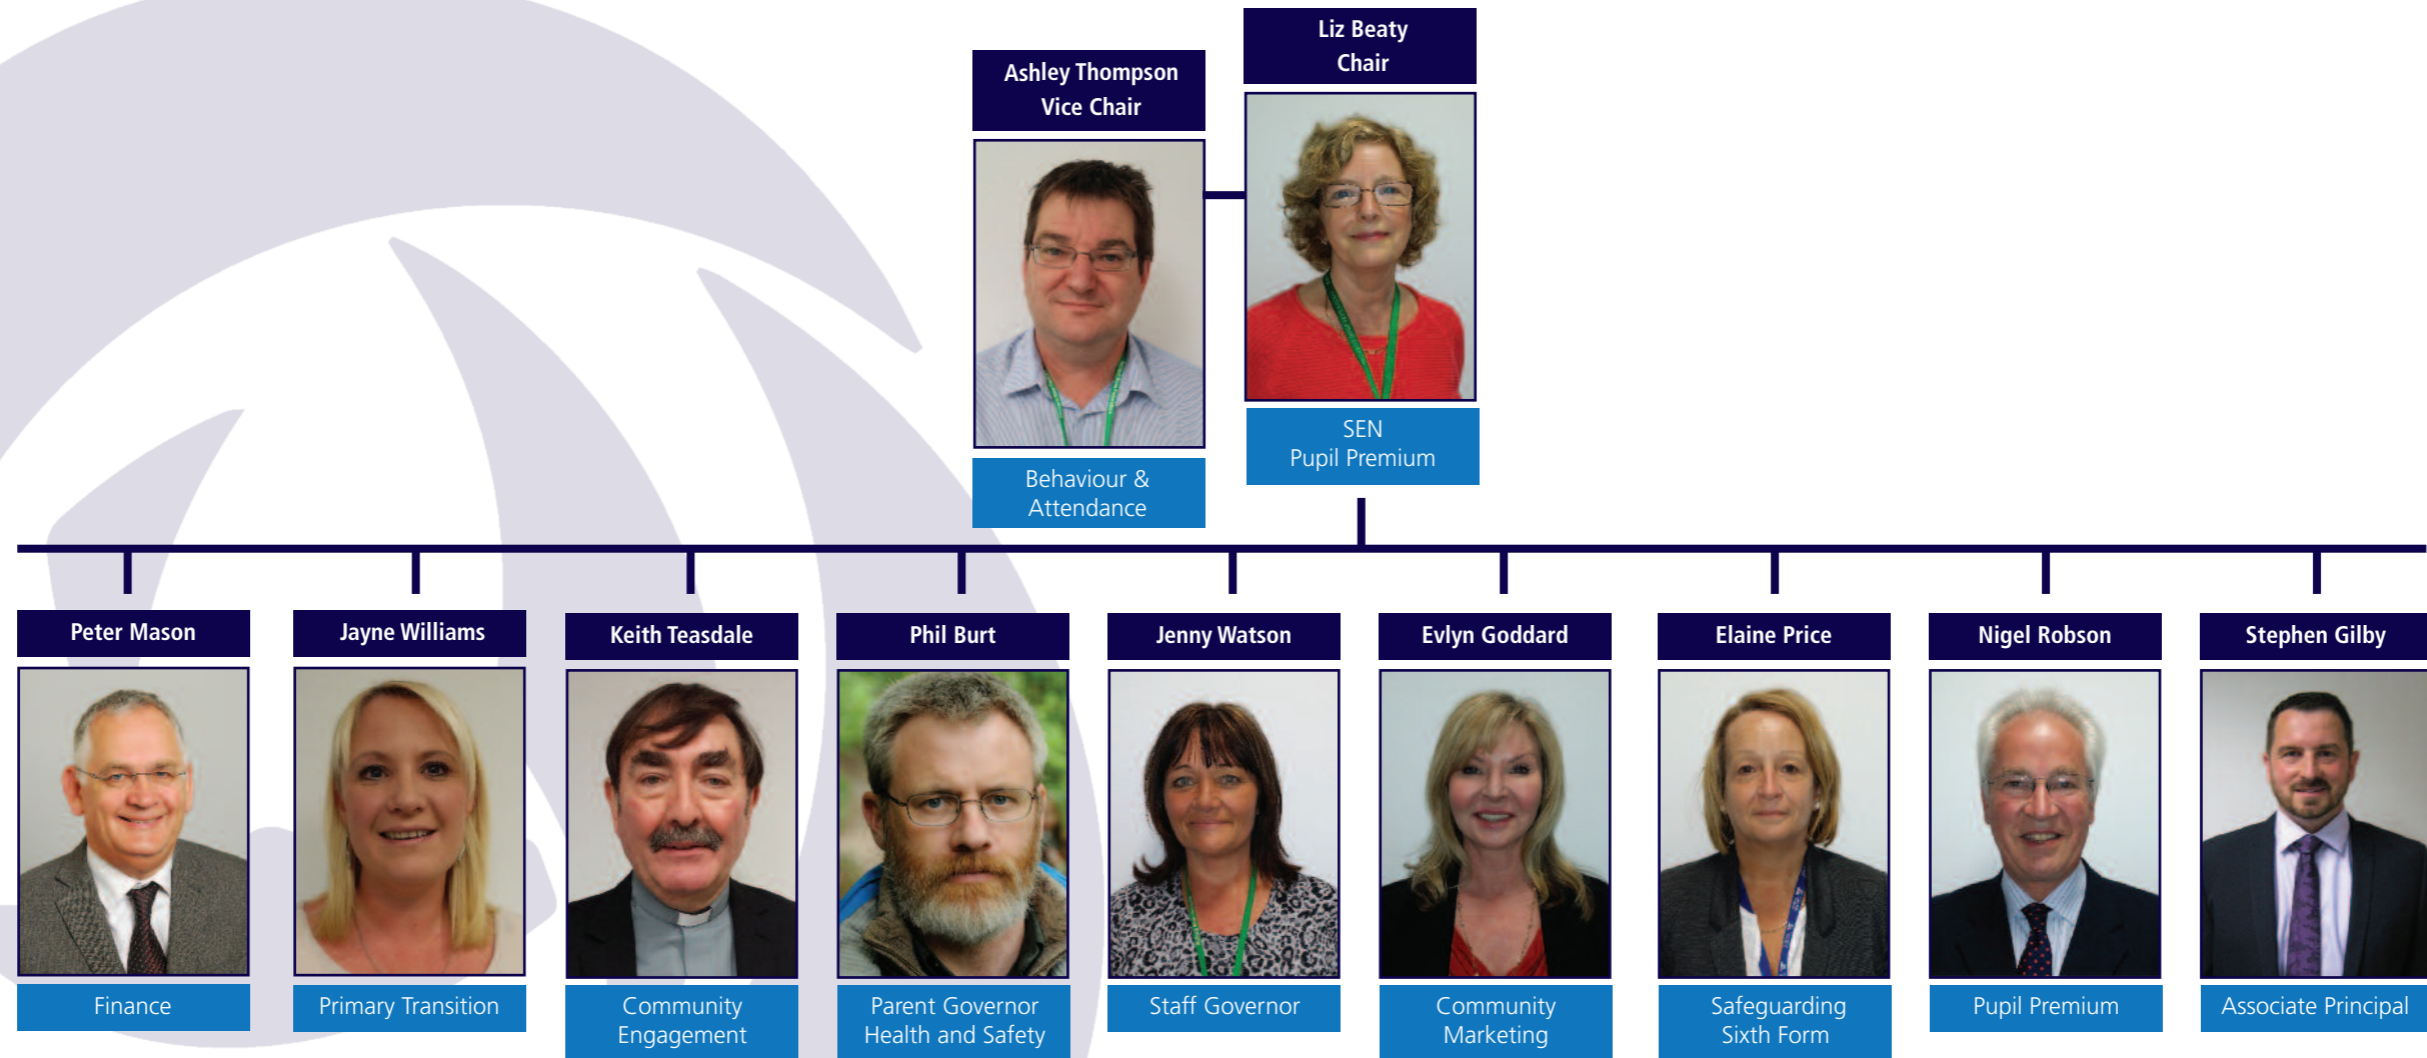 Liz Beaty
Chair
Ashley Thompson
Vice Chair
SEN
Pupil Premium
Behaviour &
Attendance
Peter Mason
Jayne Williams
Keith Teasdale
Phil Burt
Jenny Watson
Evlyn Goddard
Elaine Price
Nigel Robson
Stephen Gilby
Finance
Primary Transition
Community
Engagement
Parent Governor
Health and Safety
Staff Governor
Community
Marketing
Safeguarding
Sixth Form
Pupil Premium
Associate Principal